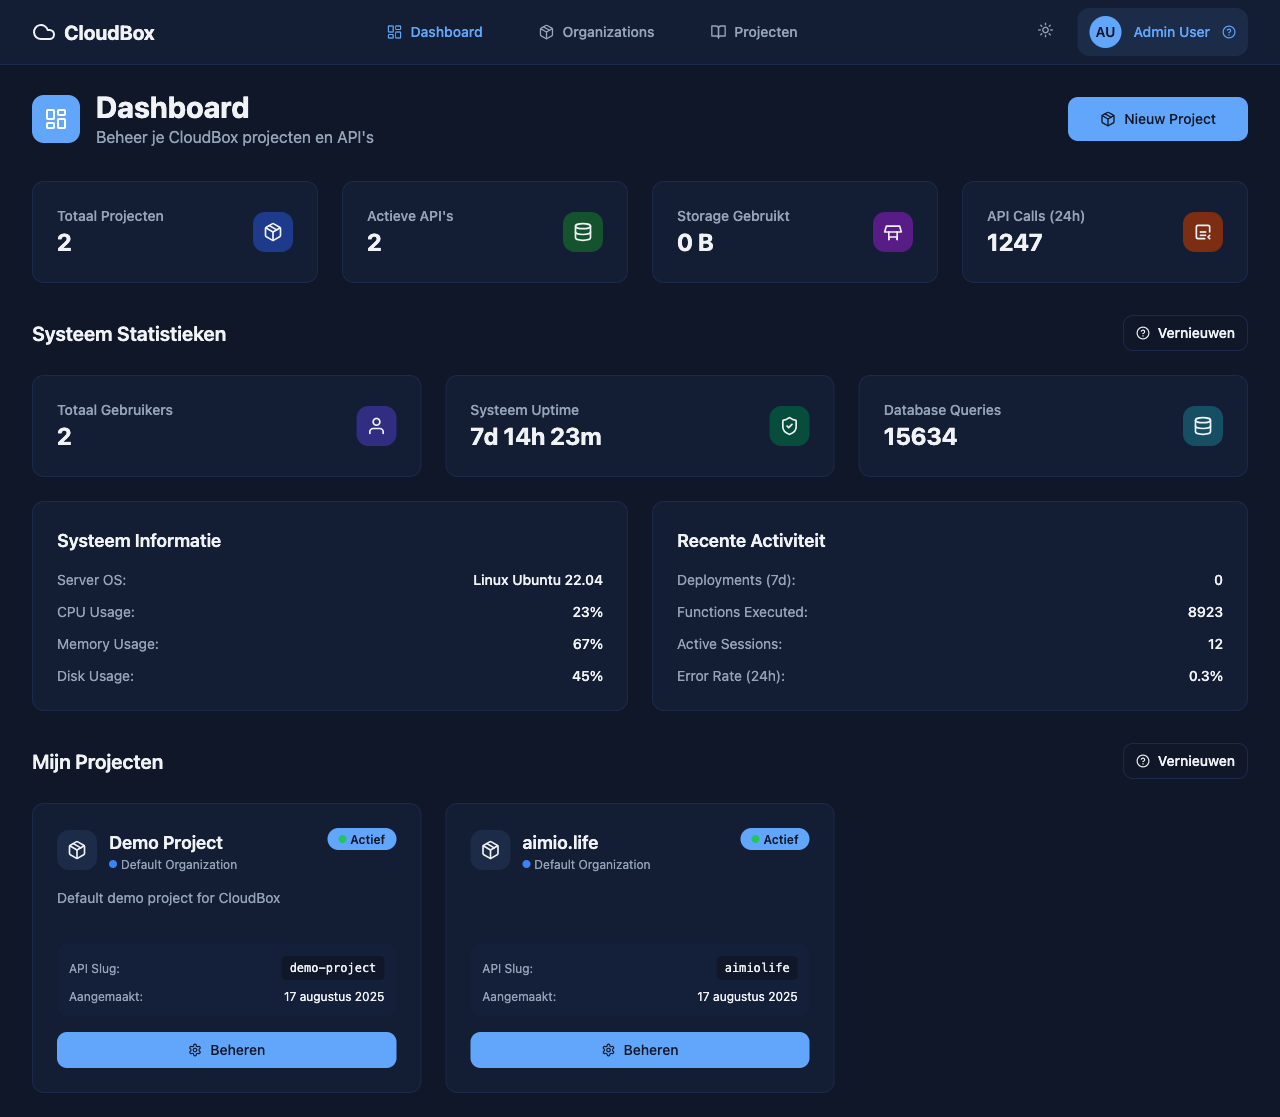 CloudBox
Dashboard
Organizations
Projecten
AU
Admin User
Dashboard
Beheer je CloudBox projecten en API's
Nieuw Project
Totaal Projecten
2
Actieve API's
2
Storage Gebruikt
0 B
API Calls (24h)
1247
Systeem Statistieken
Vernieuwen
Totaal Gebruikers
2
Systeem Uptime
7d 14h 23m
Database Queries
15634
Systeem Informatie
Server OS: Linux Ubuntu 22.04
CPU Usage: 23%
Memory Usage: 67%
Disk Usage: 45%
Recente Activiteit
Deployments (7d): 0
Functions Executed: 8923
Active Sessions: 12
Error Rate (24h): 0.3%
Mijn Projecten
Vernieuwen
Demo Project
Actief
Default Organization
Default demo project for CloudBox
API Slug: demo-project
Aangemaakt: 17 augustus 2025
Beheren
aimio.life
Actief
Default Organization
API Slug: aimiolife
Aangemaakt: 17 augustus 2025
Beheren